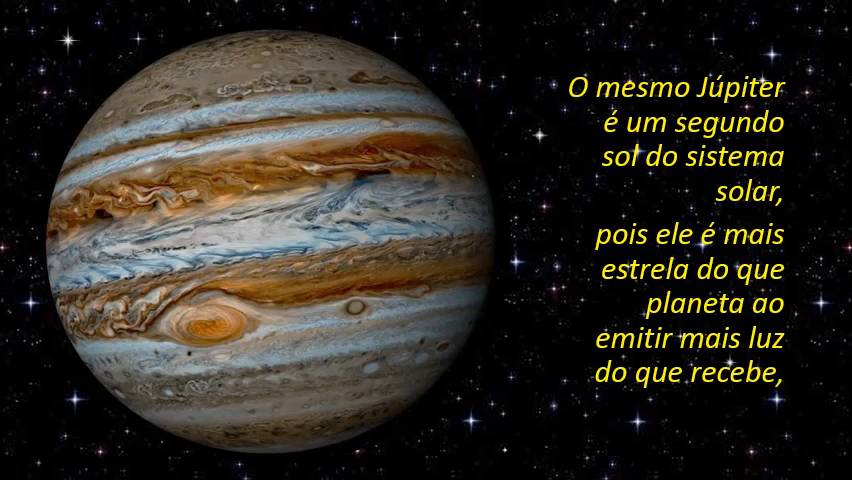 O mesmo Júpiter
é um segundo
sol do sistema
solar,
pois ele é mais
estrela do que
planeta ao
emitir mais luz
do que recebe,